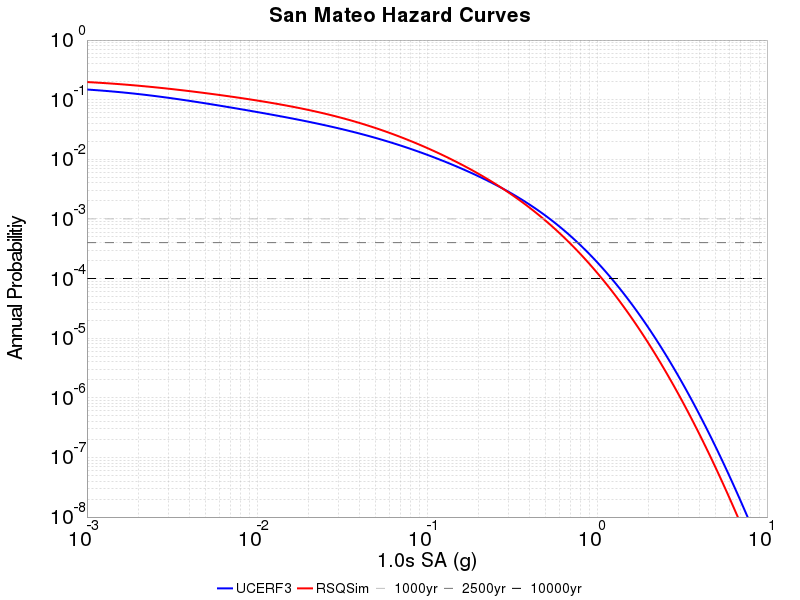 San Mateo Hazard Curves
Annual Probabilitiy
10^0
10^-1
10^-2
10^-3
10^-4
10^-5
10^-6
10^-7
10^-8
10^-3 10^-2 10^-1 10^0 10^1
1.0s SA (g)
UCERF3 RSQSim 1000yr 2500yr 10000yr